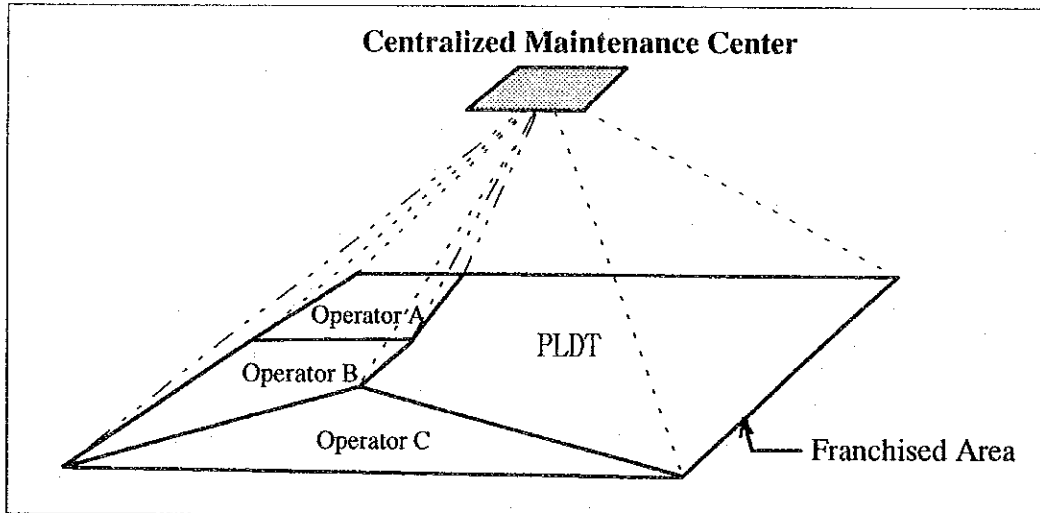 Centralized Maintenance Center
Operator A
PLDT
Operator B
Operator C
Franchised Area